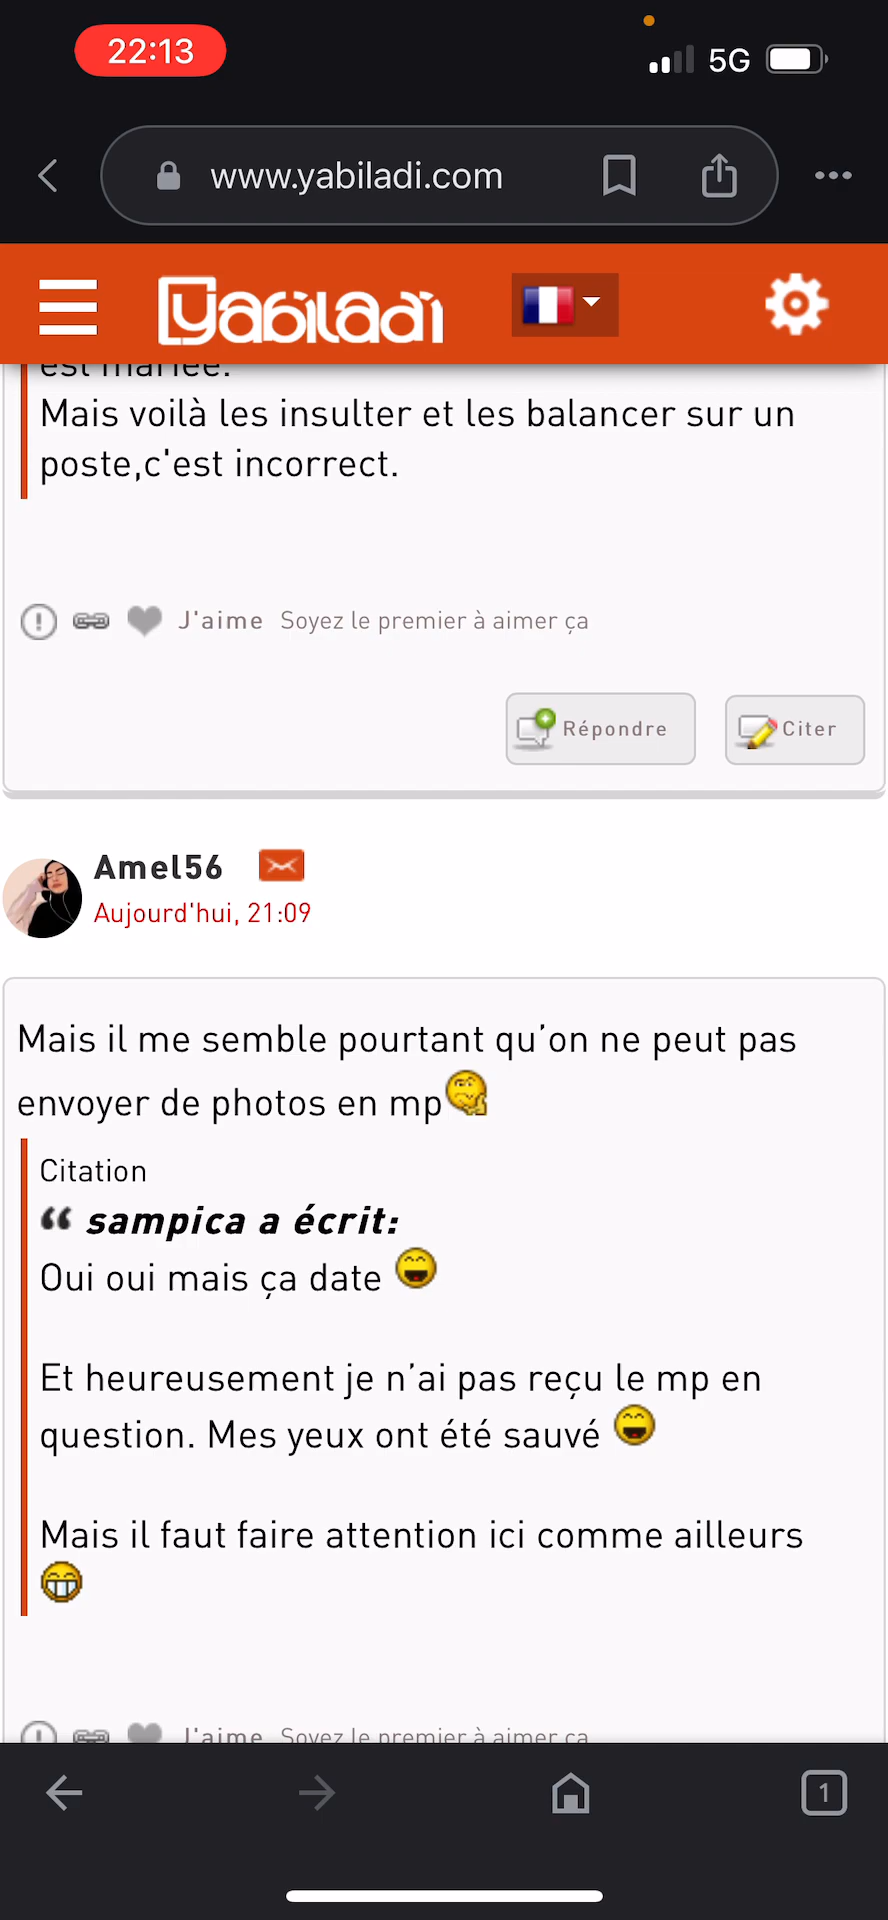 22:13
5G
www.yabiladi.com
Yabiladi
est mariée.
Mais voilà les insulter et les balancer sur un
poste,c'est incorrect.
J'aime Soyez le premier à aimer ça
Répondre
Citer
Amel56
Aujourd'hui, 21:09
Mais il me semble pourtant qu’on ne peut pas
envoyer de photos en mp
Citation
sampica a écrit:
Oui oui mais ça date
Et heureusement je n’ai pas reçu le mp en
question. Mes yeux ont été sauvé
Mais il faut faire attention ici comme ailleurs
J'aime Soyez le premier à aimer ça
1